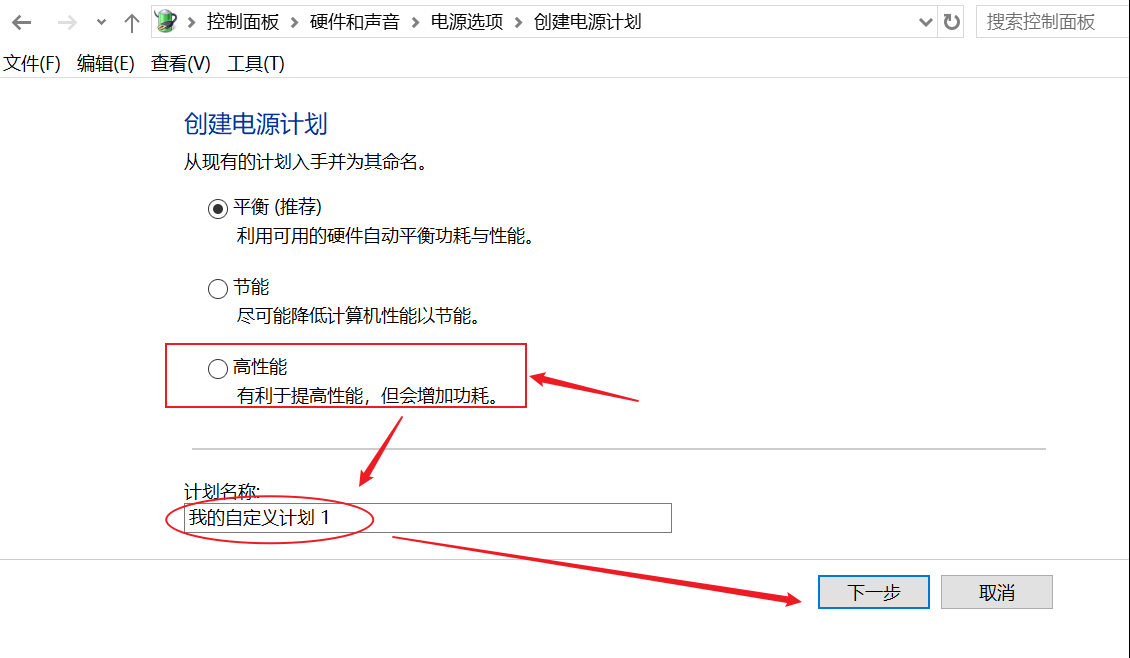 控制面板 > 硬件和声音 > 电源选项 > 创建电源计划
搜索控制面板
文件(F) 编辑(E) 查看(V) 工具(T)
创建电源计划
从现有的计划入手并为其命名。
平衡 (推荐)
利用可用的硬件自动平衡功耗与性能。
节能
尽可能降低计算机性能以节能。
高性能
有利于提高性能，但会增加功耗。
计划名称:
我的自定义计划 1
下一步 取消